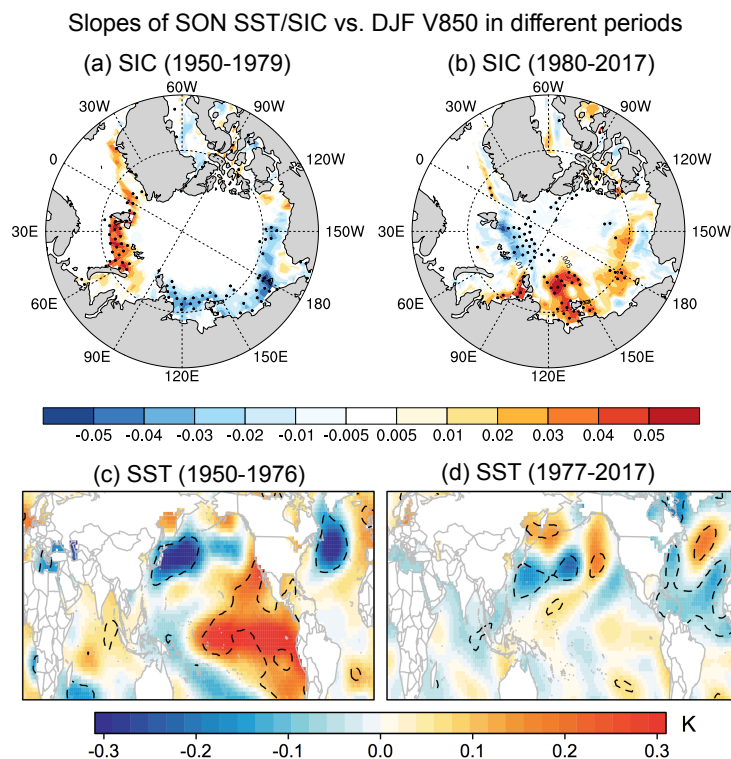 Slopes of SON SST/SIC vs. DJF V850 in different periods
(a) SIC (1950-1979)
(b) SIC (1980-2017)
60W
30W
90W
0
120W
30E
150W
60E
180
90E
150E
120E
60W
30W
90W
0
120W
30E
150W
60E
180
90E
150E
120E
.005
-0.05 -0.04 -0.03 -0.02 -0.01 -0.005 0.005 0.01 0.02 0.03 0.04 0.05
(c) SST (1950-1976)
(d) SST (1977-2017)
K
-0.3 -0.2 -0.1 0.0 0.1 0.2 0.3